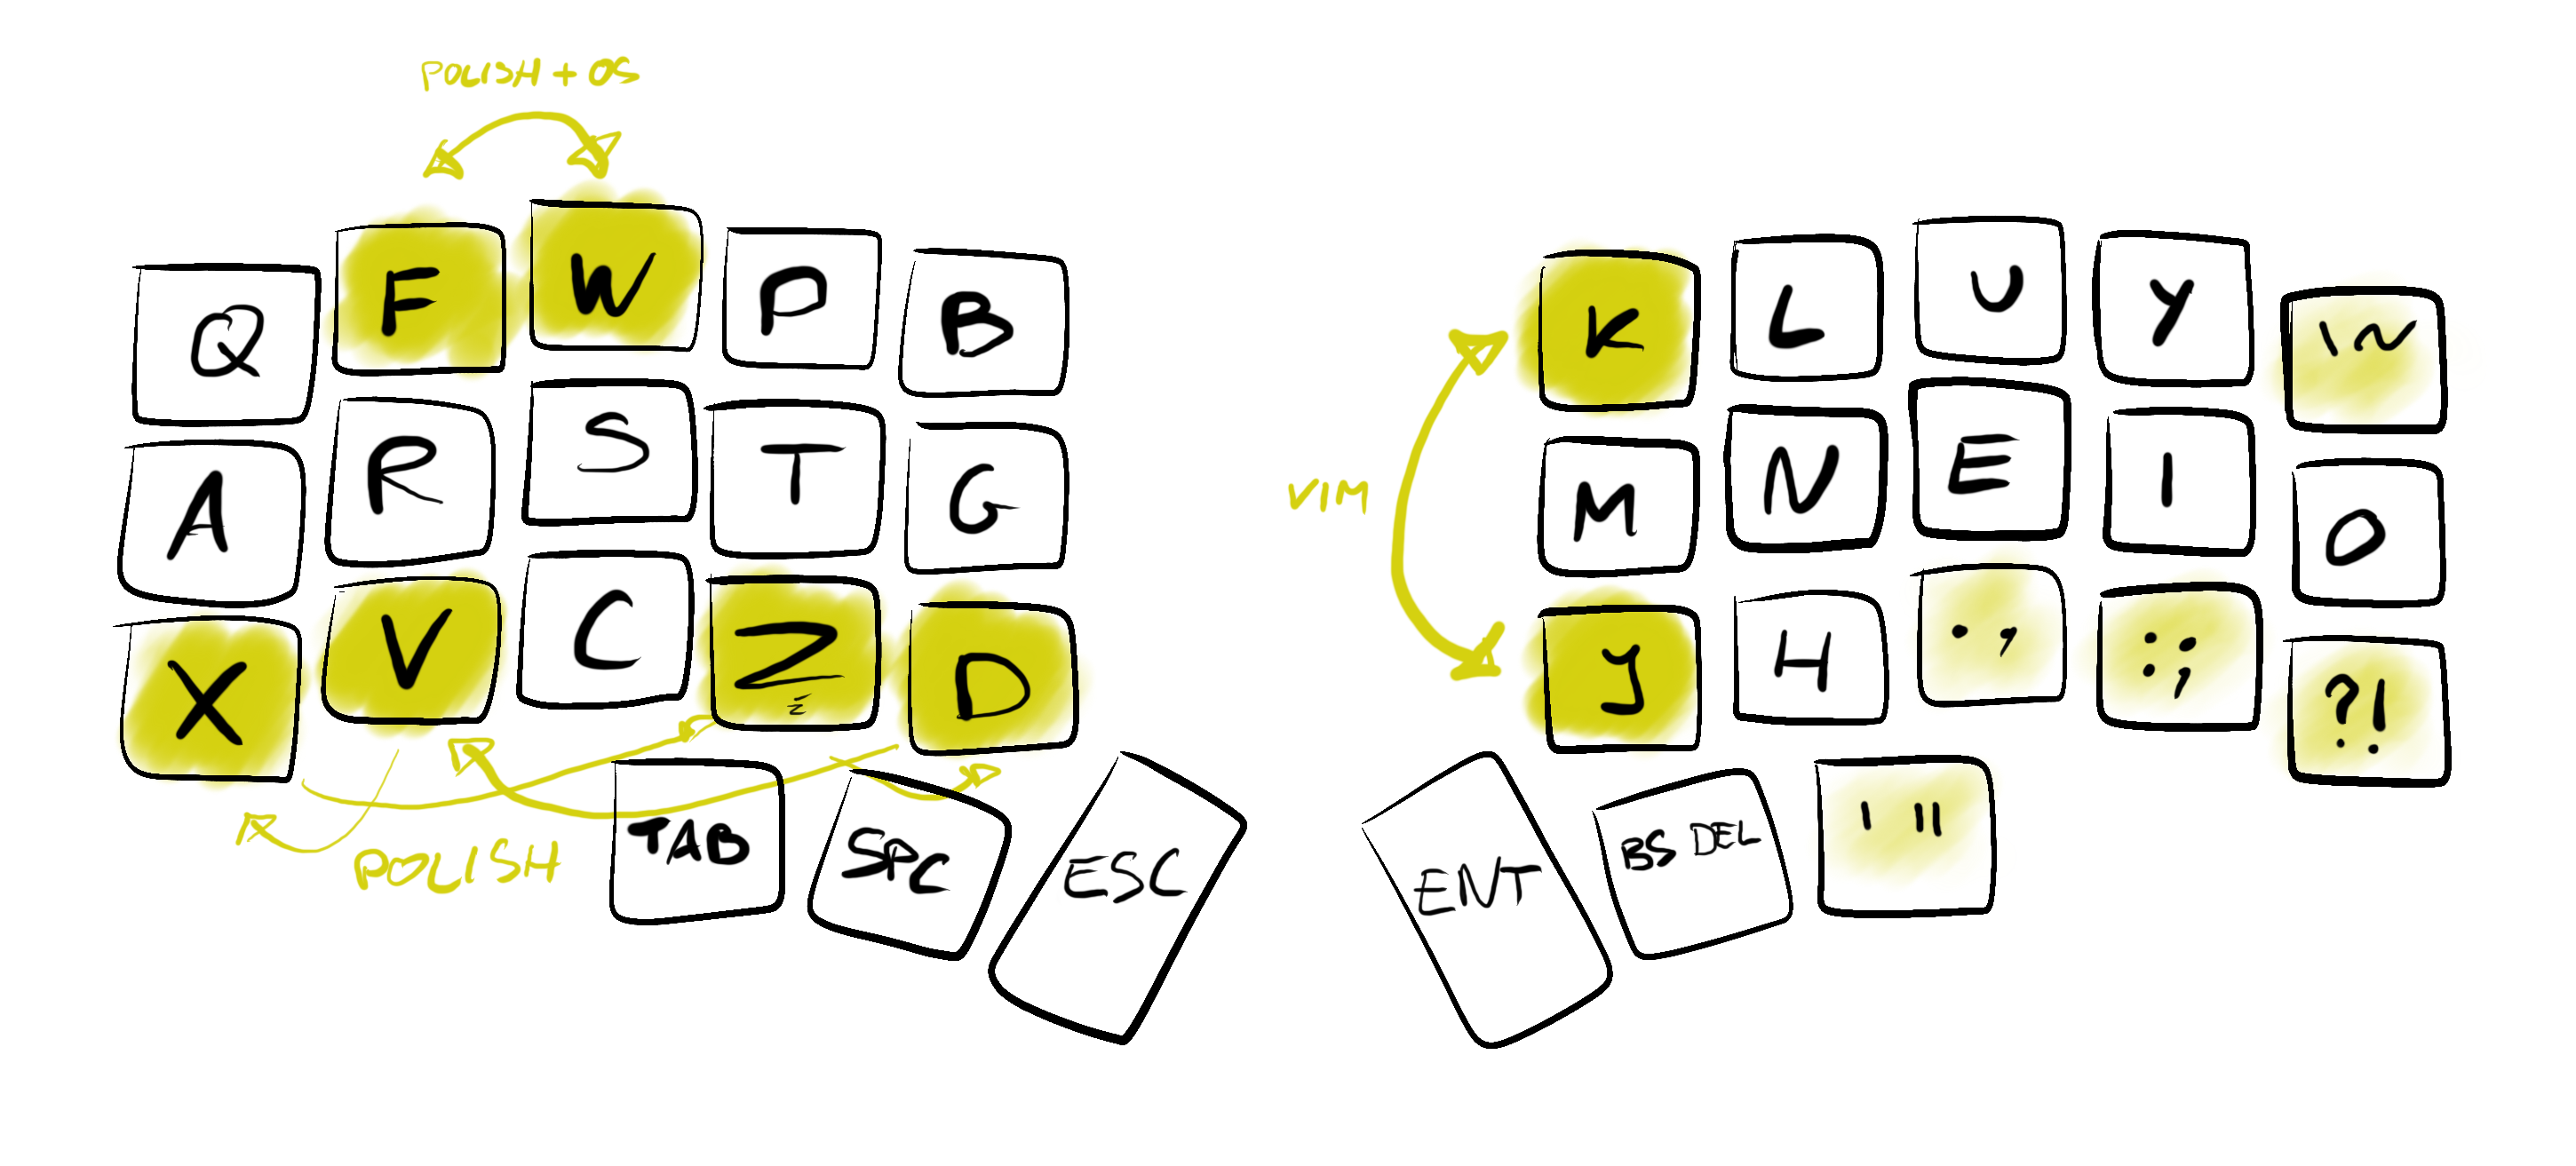 POLISH + OS
Q F W P B K L U Y ` ~
A R S T G M N E I O
VIM
X V C Z D J H . , : ; ? !
POLISH
TAB SPC ESC ENT BS DEL ' "